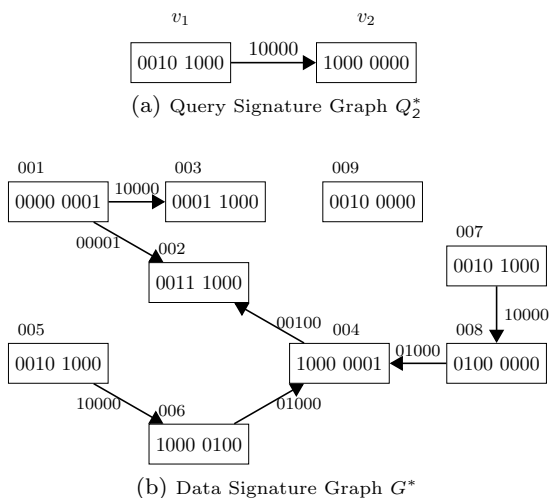 v1 v2
10000
0010 1000 1000 0000
(a) Query Signature Graph Q*2
001 003 009
0000 0001 10000 0001 1000 0010 0000
00001 002 007
0011 1000 0010 1000
00100 10000
005 004 008
0010 1000 1000 0001 01000 0100 0000
10000 006 01000
1000 0100
(b) Data Signature Graph G*